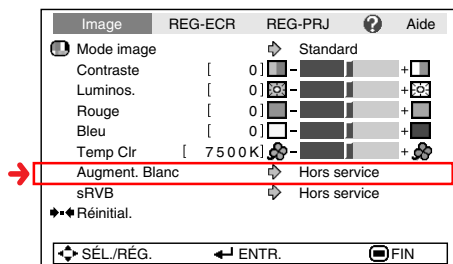 Image REG-ECR REG-PRJ ? Aide
Mode image Standard
Contraste [ 0] - +
Luminos. [ 0] - +
Rouge [ 0] - +
Bleu [ 0] - +
Temp Clr [ 7500K] - +
Augment. Blanc Hors service
sRVB Hors service
Réinitial.
SÉL./RÉG. ENTR. FIN